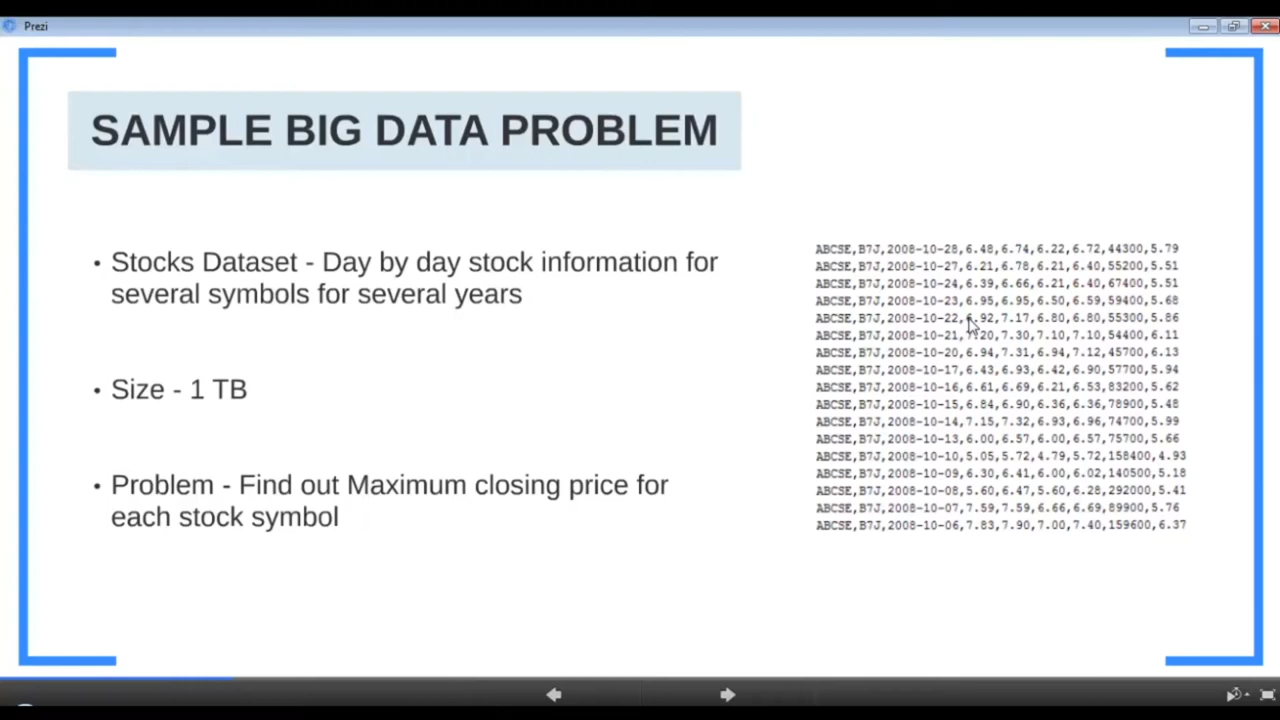 Prezi
SAMPLE BIG DATA PROBLEM
• Stocks Dataset - Day by day stock information for
several symbols for several years
• Size - 1 TB
• Problem - Find out Maximum closing price for
each stock symbol
ABCSE,B7J,2008-10-28,6.48,6.74,6.22,6.72,44300,5.79
ABCSE,B7J,2008-10-27,6.21,6.78,6.21,6.40,55200,5.51
ABCSE,B7J,2008-10-24,6.39,6.66,6.21,6.40,67400,5.51
ABCSE,B7J,2008-10-23,6.95,6.95,6.50,6.59,59400,5.68
ABCSE,B7J,2008-10-22,6.92,7.17,6.80,6.80,55300,5.86
ABCSE,B7J,2008-10-21,7.20,7.30,7.10,7.10,54400,6.11
ABCSE,B7J,2008-10-20,6.94,7.31,6.94,7.12,45700,6.13
ABCSE,B7J,2008-10-17,6.43,6.93,6.42,6.90,57700,5.94
ABCSE,B7J,2008-10-16,6.61,6.69,6.21,6.53,83200,5.62
ABCSE,B7J,2008-10-15,6.84,6.90,6.36,6.36,78900,5.48
ABCSE,B7J,2008-10-14,7.15,7.32,6.93,6.96,74700,5.99
ABCSE,B7J,2008-10-13,6.00,6.57,6.00,6.57,75700,5.66
ABCSE,B7J,2008-10-10,5.05,5.72,4.79,5.72,158400,4.93
ABCSE,B7J,2008-10-09,6.30,6.41,6.00,6.02,140500,5.18
ABCSE,B7J,2008-10-08,5.60,6.47,5.60,6.28,292000,5.41
ABCSE,B7J,2008-10-07,7.59,7.59,6.66,6.69,89900,5.76
ABCSE,B7J,2008-10-06,7.83,7.90,7.00,7.40,159600,6.37